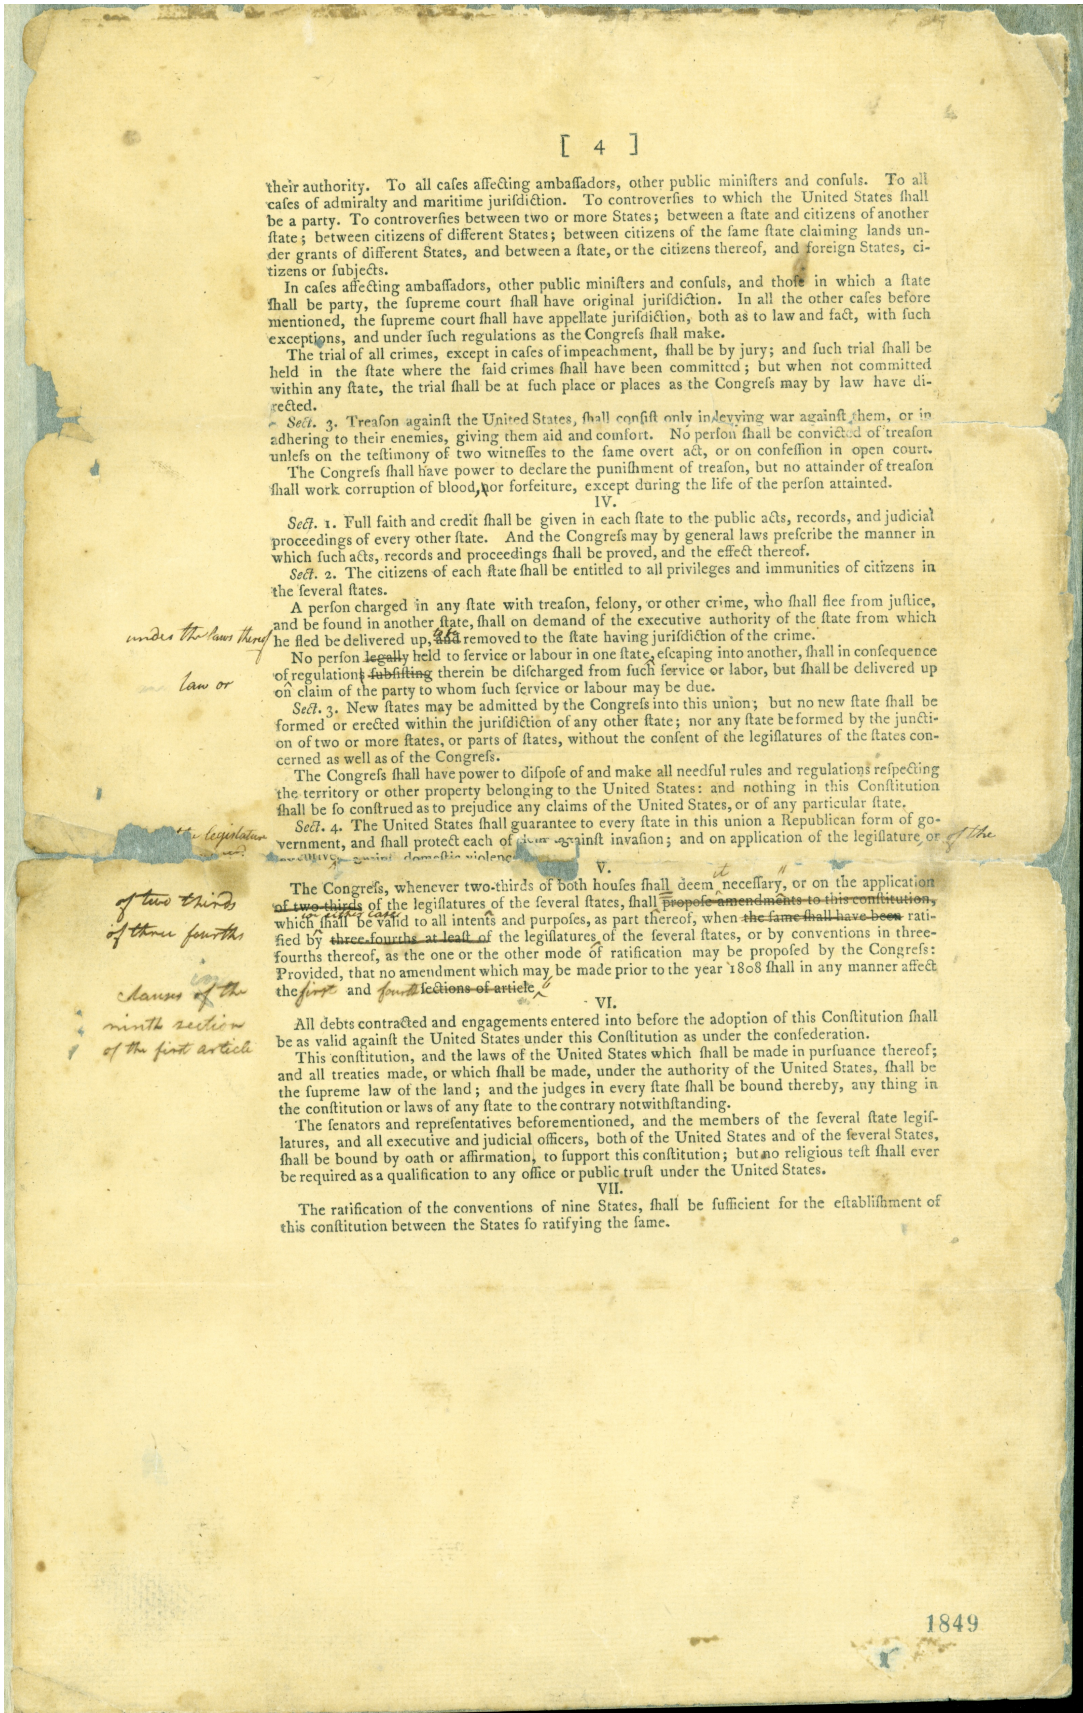 [ 4 ]
their authority. To all caſes affecting ambaſſadors, other public miniſters and conſuls. To all
caſes of admiralty and maritime juriſdiction. To controverſies to which the United States ſhall
be a party. To controverſies between two or more States; between a ſtate and citizens of another
ſtate; between citizens of different States; between citizens of the ſame ſtate claiming lands un-
der grants of different States, and between a ſtate, or the citizens thereof, and foreign States, ci-
tizens or ſubjects.
In caſes affecting ambaſſadors, other public miniſters and conſuls, and thoſe in which a ſtate
ſhall be party, the ſupreme court ſhall have original juriſdiction. In all the other caſes before
mentioned, the ſupreme court ſhall have appellate juriſdiction, both as to law and fact, with ſuch
exceptions, and under ſuch regulations as the Congreſs ſhall make.
The trial of all crimes, except in caſes of impeachment, ſhall be by jury; and ſuch trial ſhall be
held in the ſtate where the ſaid crimes ſhall have been committed; but when not committed
within any ſtate, the trial ſhall be at ſuch place or places as the Congreſs may by law have di-
rected.
Sect. 3. Treaſon againſt the United States, ſhall conſiſt only in levying war againſt them, or in
adhering to their enemies, giving them aid and comfort. No perſon ſhall be convicted of treaſon
unleſs on the teſtimony of two witneſſes to the ſame overt act, or on confeſſion in open court.
The Congreſs ſhall have power to declare the puniſhment of treaſon, but no attainder of treaſon
ſhall work corruption of blood, nor forfeiture, except during the life of the perſon attainted.
IV.
Sect. 1. Full faith and credit ſhall be given in each ſtate to the public acts, records, and judicial
proceedings of every other ſtate. And the Congreſs may by general laws preſcribe the manner in
which ſuch acts, records and proceedings ſhall be proved, and the effect thereof.
Sect. 2. The citizens of each ſtate ſhall be entitled to all privileges and immunities of citizens in
the ſeveral ſtates.
A perſon charged in any ſtate with treaſon, felony, or other crime, who ſhall flee from juſtice,
and be found in another ſtate, ſhall on demand of the executive authority of the ſtate from which
under the laws thereof
he fled be delivered up, and to be removed to the ſtate having juriſdiction of the crime.
No perſon legally held to ſervice or labour in one ſtate, eſcaping into another, ſhall in conſequence
law or
of regulations ſubſiſting therein be diſcharged from ſuch ſervice or labor, but ſhall be delivered up
on claim of the party to whom ſuch ſervice or labour may be due.
Sect. 3. New ſtates may be admitted by the Congreſs into this union; but no new ſtate ſhall be
formed or erected within the juriſdiction of any other ſtate; nor any ſtate be formed by the juncti-
on of two or more ſtates, or parts of ſtates, without the conſent of the legiſlatures of the ſtates con-
cerned as well as of the Congreſs.
The Congreſs ſhall have power to diſpoſe of and make all needful rules and regulations reſpecting
the territory or other property belonging to the United States: and nothing in this Conſtitution
ſhall be ſo conſtrued as to prejudice any claims of the United States, or of any particular ſtate.
Sect. 4. The United States ſhall guarantee to every ſtate in this union a Republican form of go-
the legislature
vernment, and ſhall protect each of them againſt invaſion; and on application of the legiſlature or of the
executive, againſt domeſtic violence
V.
The Congreſs, whenever two-thirds of both houſes ſhall deem it neceſſary, or on the application
of two thirds
of two-thirds of the legiſlatures of the ſeveral ſtates, ſhall propoſe amendments to this conſtitution,
which ſhall in either case be valid to all intents and purpoſes, as part thereof, when the ſame ſhall have been rati-
of three fourths
fied by three-fourths at leaſt of the legiſlatures of the ſeveral ſtates, or by conventions in three-
fourths thereof, as the one or the other mode of ratification may be propoſed by the Congreſs:
Provided, that no amendment which may be made prior to the year 1808 ſhall in any manner affect
the first and fourth ſections of article
clauses of the
ninth section
of the first article
VI.
All debts contracted and engagements entered into before the adoption of this Conſtitution ſhall
be as valid againſt the United States under this Conſtitution as under the confederation.
This conſtitution, and the laws of the United States which ſhall be made in purſuance thereof;
and all treaties made, or which ſhall be made, under the authority of the United States, ſhall be
the ſupreme law of the land; and the judges in every ſtate ſhall be bound thereby, any thing in
the conſtitution or laws of any ſtate to the contrary notwithſtanding.
The ſenators and repreſentatives beforementioned, and the members of the ſeveral ſtate legiſ-
latures, and all executive and judicial officers, both of the United States and of the ſeveral States,
ſhall be bound by oath or affirmation, to ſupport this conſtitution; but no religious teſt ſhall ever
be required as a qualification to any office or public truſt under the United States.
VII.
The ratification of the conventions of nine States, ſhall be ſufficient for the eſtabliſhment of
this conſtitution between the States ſo ratifying the ſame.
1849